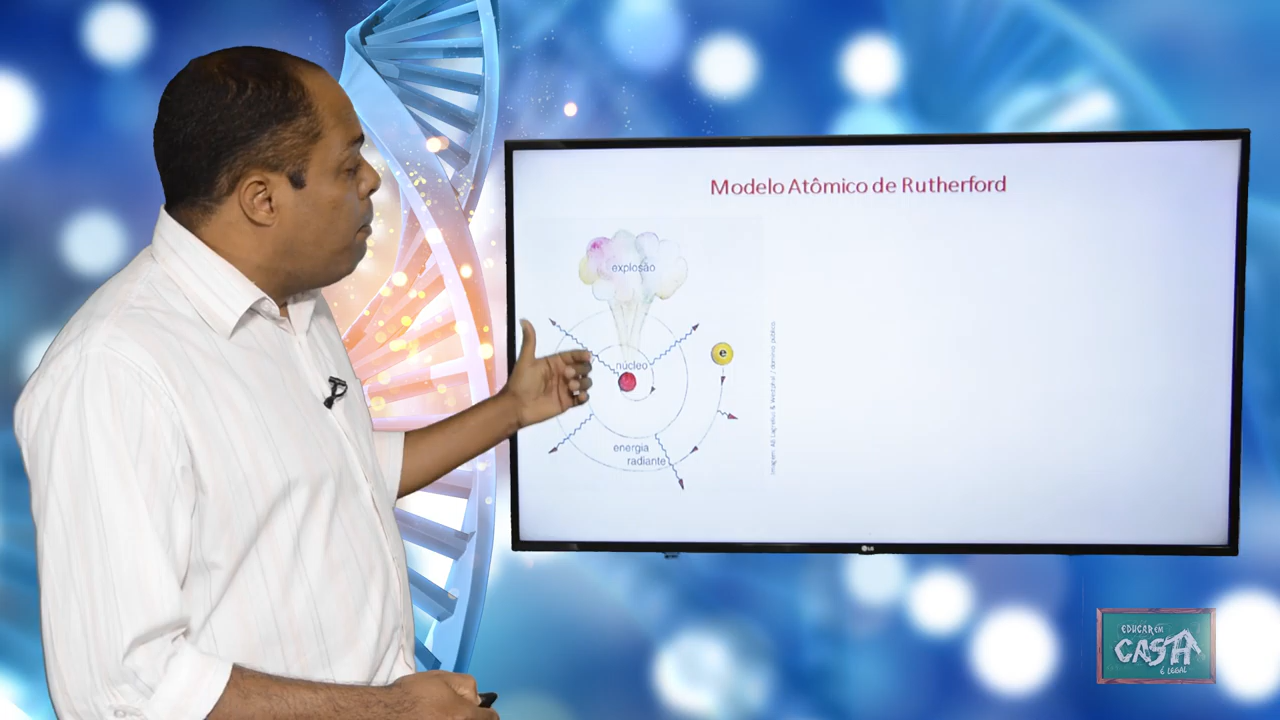 Modelo Atômico de Rutherford
explosão
núcleo
e
energia
radiante
LG
EDUCAR EM
CASA
É LEGAL